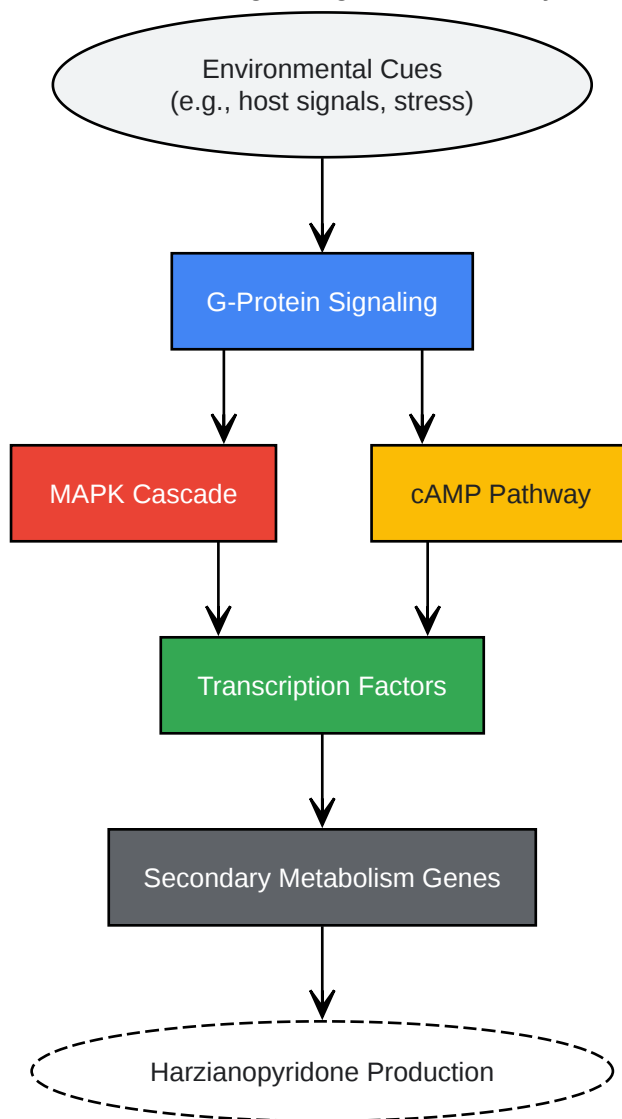 Environmental Cues
(e.g., host signals, stress)
G-Protein Signaling
MAPK Cascade
cAMP Pathway
Transcription Factors
Secondary Metabolism Genes
Harzianopyridone Production